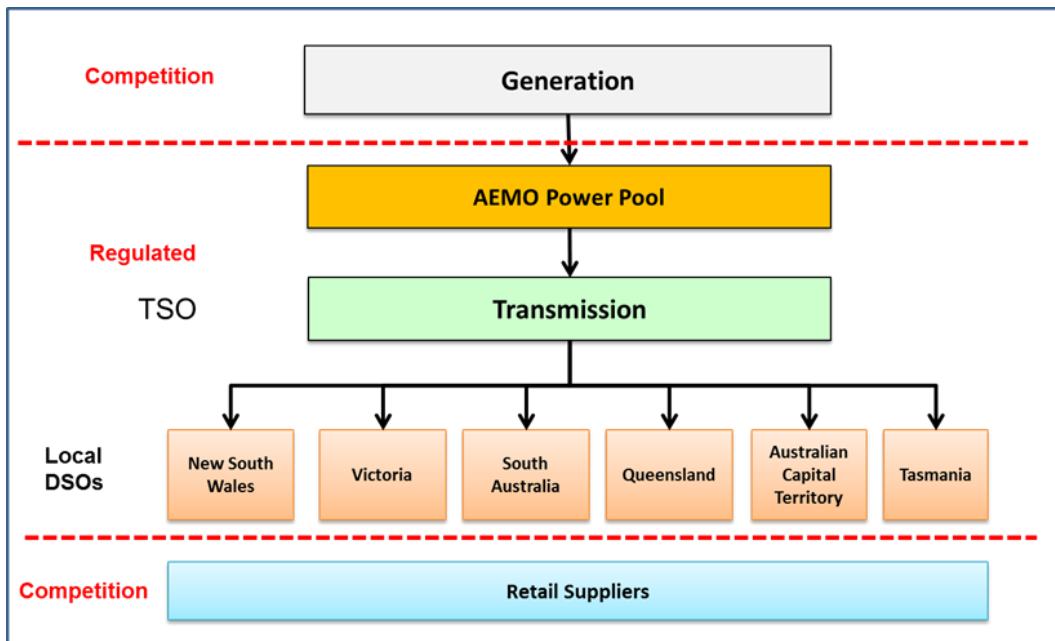 Competition
Generation
AEMO Power Pool
Regulated
TSO
Transmission
Local
DSOs
New South
Wales
Victoria
South
Australia
Queensland
Australian
Capital
Territory
Tasmania
Competition
Retail Suppliers